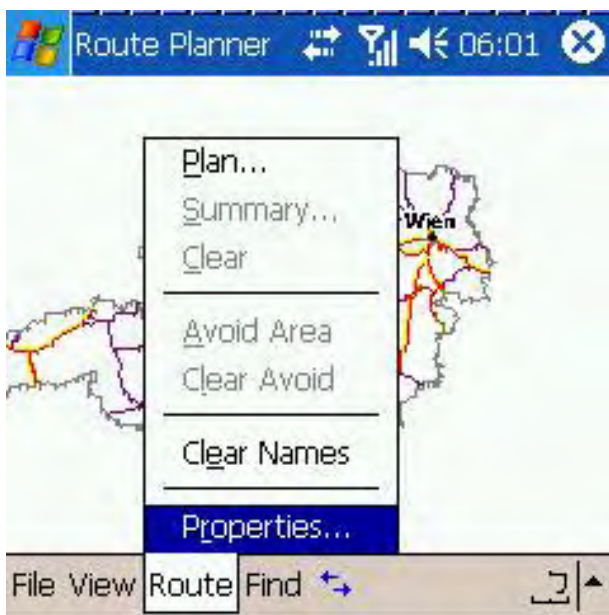 Route Planner 06:01
Plan...
Summary...
Wien
Clear
Avoid Area
Clear Avoid
Clear Names
Properties...
File View Route Find